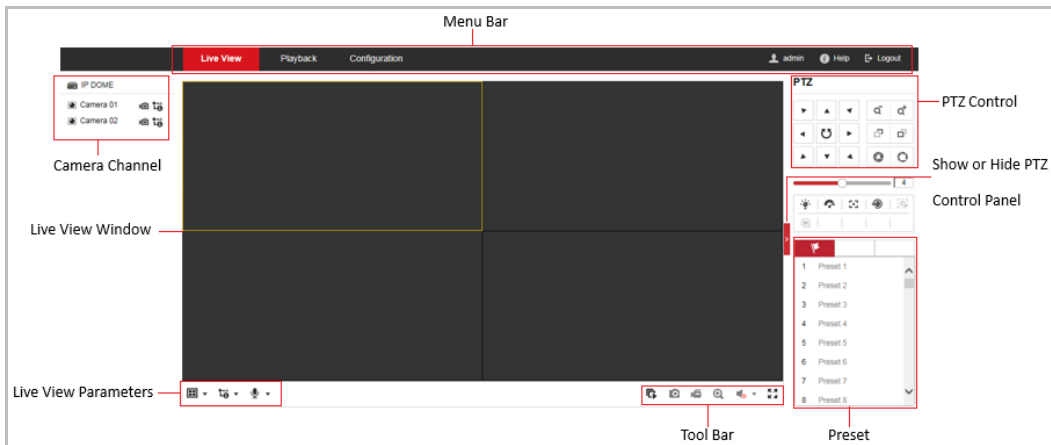 Menu Bar
Live View Playback Configuration admin Help Logout
IP DOME
Camera 01
Camera 02
Camera Channel
PTZ
PTZ Control
Show or Hide PTZ
Control Panel
4
Live View Window
1 Preset 1
2 Preset 2
3 Preset 3
4 Preset 4
5 Preset 5
6 Preset 6
7 Preset 7
8 Preset 8
Live View Parameters
Tool Bar
Preset